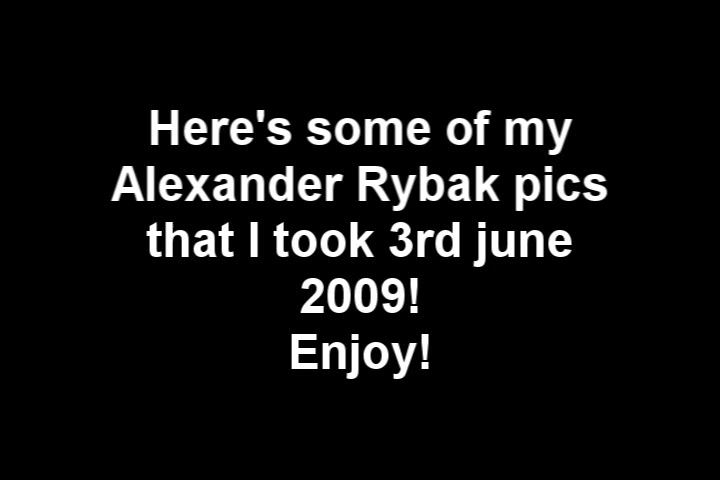 Here's some of my
Alexander Rybak pics
that I took 3rd june
2009!
Enjoy!